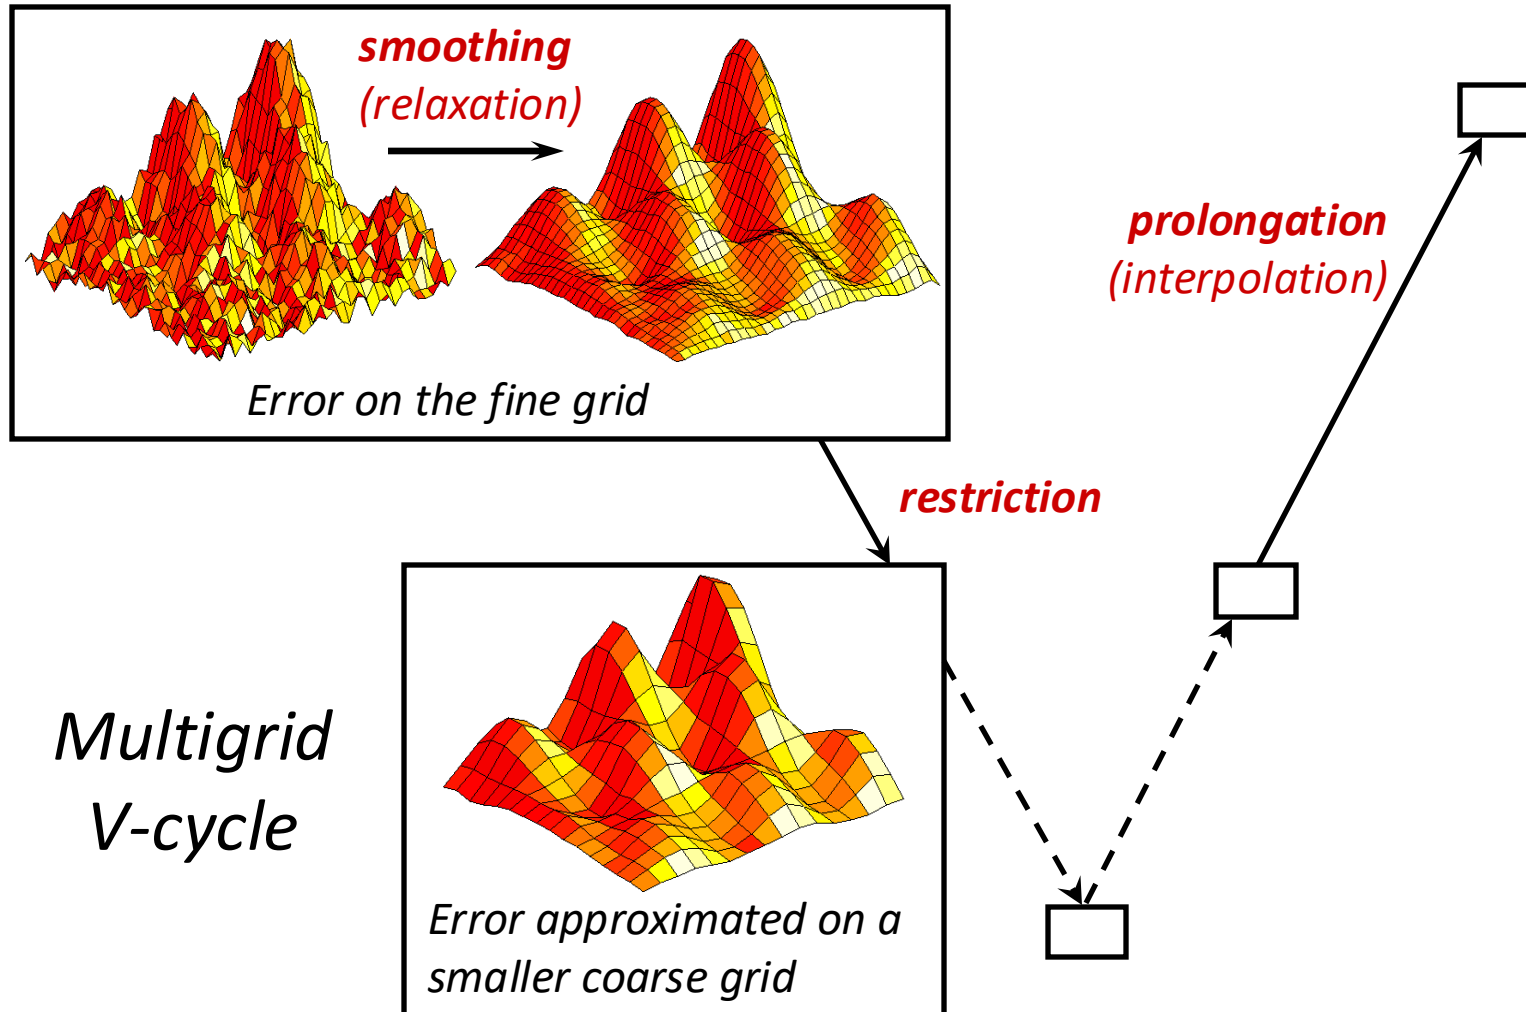 smoothing
(relaxation)
Error on the fine grid
prolongation
(interpolation)
restriction
Multigrid
V-cycle
Error approximated on a
smaller coarse grid